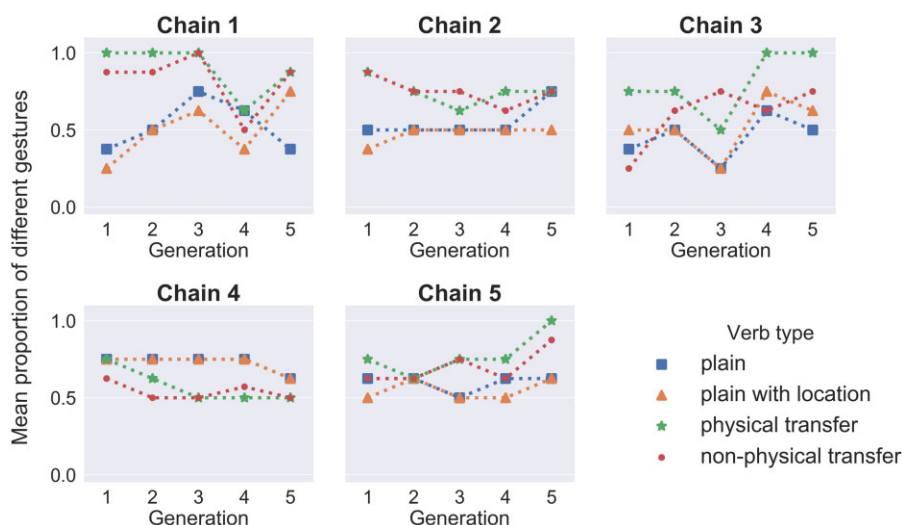 Chain 1
Chain 2
Chain 3
Mean proportion of different gestures
1.0
0.5
0.0
1 2 3 4 5
Generation
1 2 3 4 5
Generation
1 2 3 4 5
Generation
Chain 4
Chain 5
1.0
0.5
0.0
1 2 3 4 5
Generation
1 2 3 4 5
Generation
Verb type
plain
plain with location
physical transfer
non-physical transfer